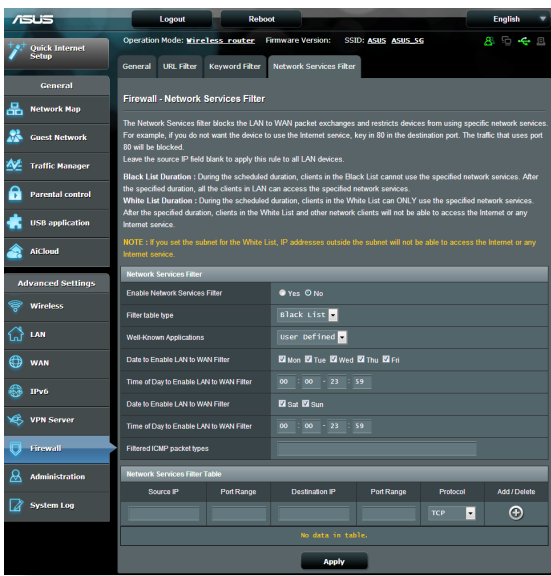 ASUS
Logout Reboot English
Quick Internet Setup
Operation Mode: Wireless router Firmware Version: SSID: ASUS ASUS_5G
General URL Filter Keyword Filter Network Services Filter
General
Network Map
Guest Network
Traffic Manager
Parental control
USB application
AiCloud
Advanced Settings
Wireless
LAN
WAN
IPv6
VPN Server
Firewall
Administration
System Log
Firewall - Network Services Filter
The Network Services filter blocks the LAN to WAN packet exchanges and restricts devices from using specific network services.
For example, if you do not want the device to use the Internet service, key in 80 in the destination port. The traffic that uses port
80 will be blocked.
Leave the source IP field blank to apply this rule to all LAN devices.
Black List Duration : During the scheduled duration, clients in the Black List cannot use the specified network services. After
the specified duration, all the clients in LAN can access the specified network services.
White List Duration : During the scheduled duration, clients in the White List can ONLY use the specified network services.
After the specified duration, clients in the White List and other network clients will not be able to access the Internet or any
Internet service.
NOTE : If you set the subnet for the White List, IP addresses outside the subnet will not be able to access the Internet or any
Internet service.
Network Services Filter
Enable Network Services Filter Yes No
Filter table type Black List
Well-Known Applications User Defined
Date to Enable LAN to WAN Filter Mon Tue Wed Thu Fri
Time of Day to Enable LAN to WAN Filter 00 : 00 - 23 : 59
Date to Enable LAN to WAN Filter Sat Sun
Time of Day to Enable LAN to WAN Filter 00 : 00 - 23 : 59
Filtered ICMP packet types
Network Services Filter Table
Source IP Port Range Destination IP Port Range Protocol Add / Delete
TCP
No data in table.
Apply